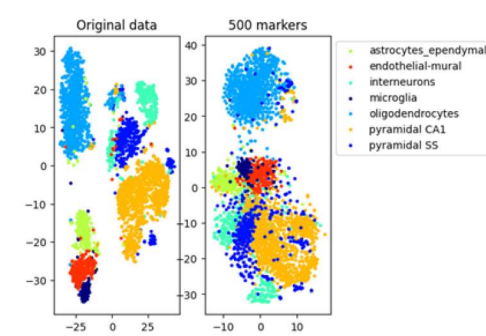 Original data
500 markers
30
20
10
0
−10
−20
−30
−25
0
25
40
30
20
10
0
−10
−20
−30
−10
0
10
astrocytes_ependymal
endothelial-mural
interneurons
microglia
oligodendrocytes
pyramidal CA1
pyramidal SS